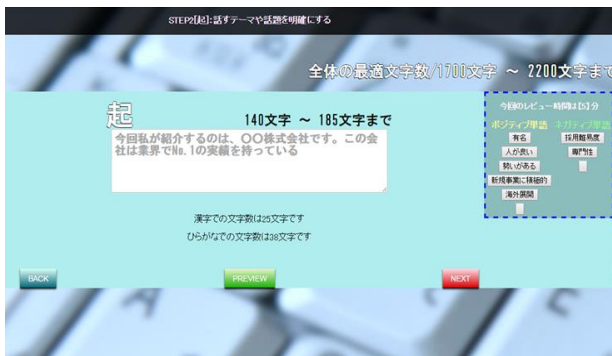 STEP2[起]:話すテーマや話題を明確にする
全体の最適文字数/1700文字 ～ 2200文字まで
起
140文字 ～ 185文字まで
今回私が紹介するのは、〇〇株式会社です。この会
社は業界でNo.1の実績を持っている
漢字での文字数は25文字です
ひらがなでの文字数は38文字です
今回のレビュー時間は【5】分
ポジティブ単語 ネガティブ単語
有名 採用難易度
人が良い 専門性
勢いがある
新規事業に積極的
海外展開
BACK
PREVIEW
NEXT